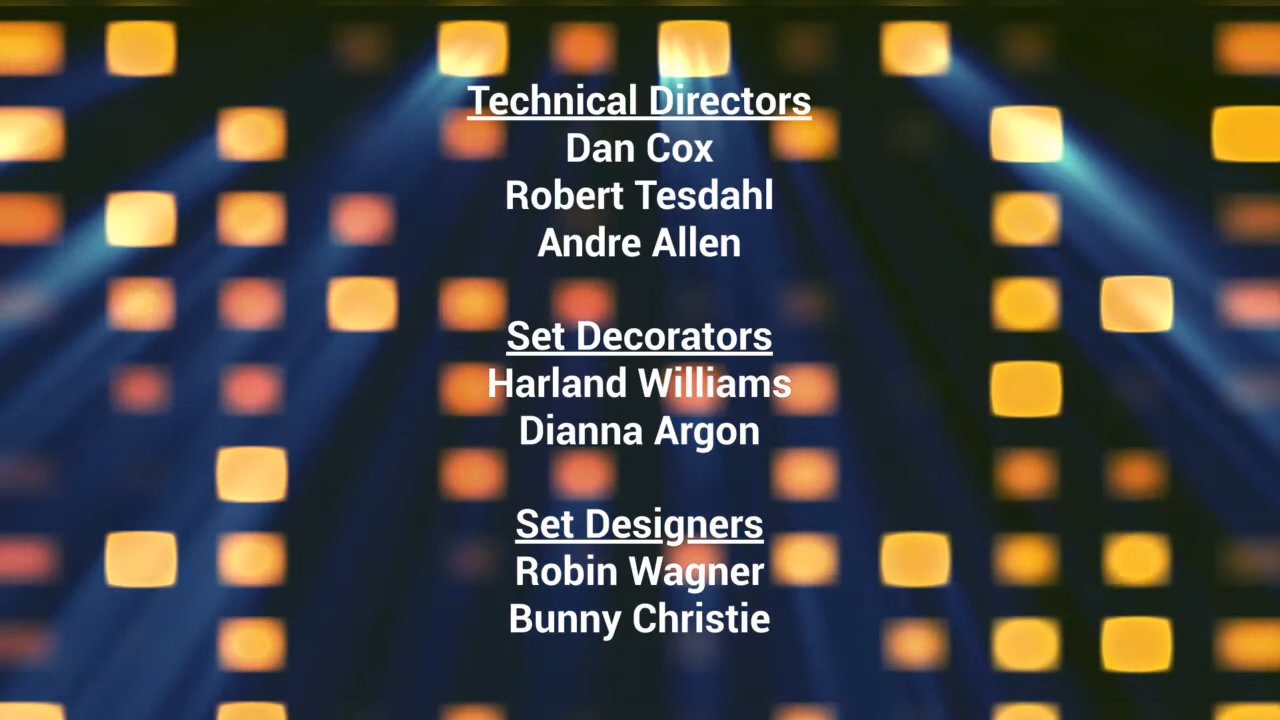 Technical Directors
Dan Cox
Robert Tesdahl
Andre Allen
Set Decorators
Harland Williams
Dianna Argon
Set Designers
Robin Wagner
Bunny Christie